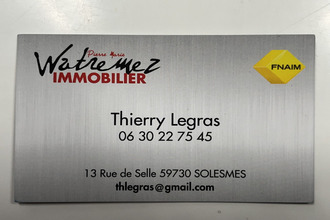 Pierre Marie
Watremez
IMMOBILIER
FNAIM
Thierry Legras
06 30 22 75 45
13 Rue de Selle 59730 SOLESMES
thlegras@gmail.com